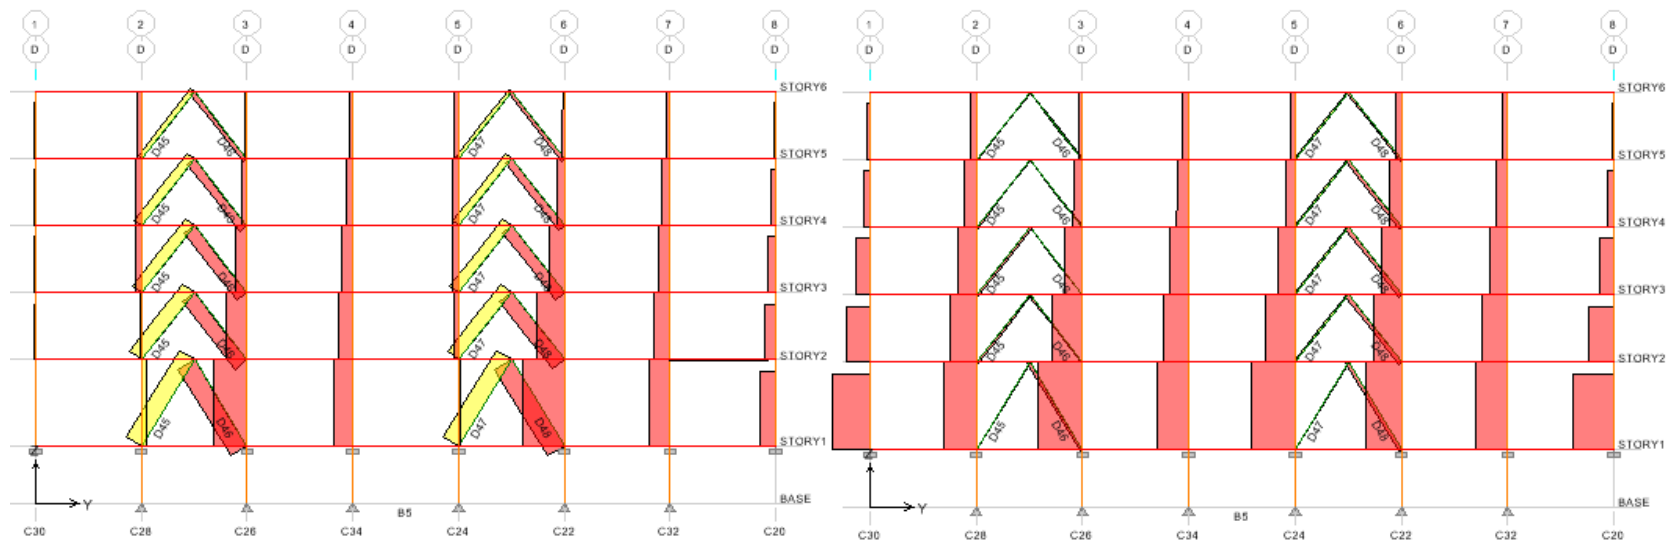 1 2 3 4 5 6 7 8
D D D D D D D D
STORY6
D45 D46 D47 D48
STORY5
D45 D46 D47 D48
STORY4
D45 D46 D47 D48
STORY3
D45 D46 D47 D48
STORY2
D45 D46 D47 D48
STORY1
Z
Y
BASE
B5
C30 C28 C26 C34 C24 C22 C32 C20
1 2 3 4 5 6 7 8
D D D D D D D D
STORY6
D45 D46 D47 D48
STORY5
D45 D46 D47 D48
STORY4
D45 D46 D47 D48
STORY3
D45 D46 D47 D48
STORY2
D45 D46 D47 D48
STORY1
Z
Y
BASE
B5
C30 C28 C26 C34 C24 C22 C32 C20